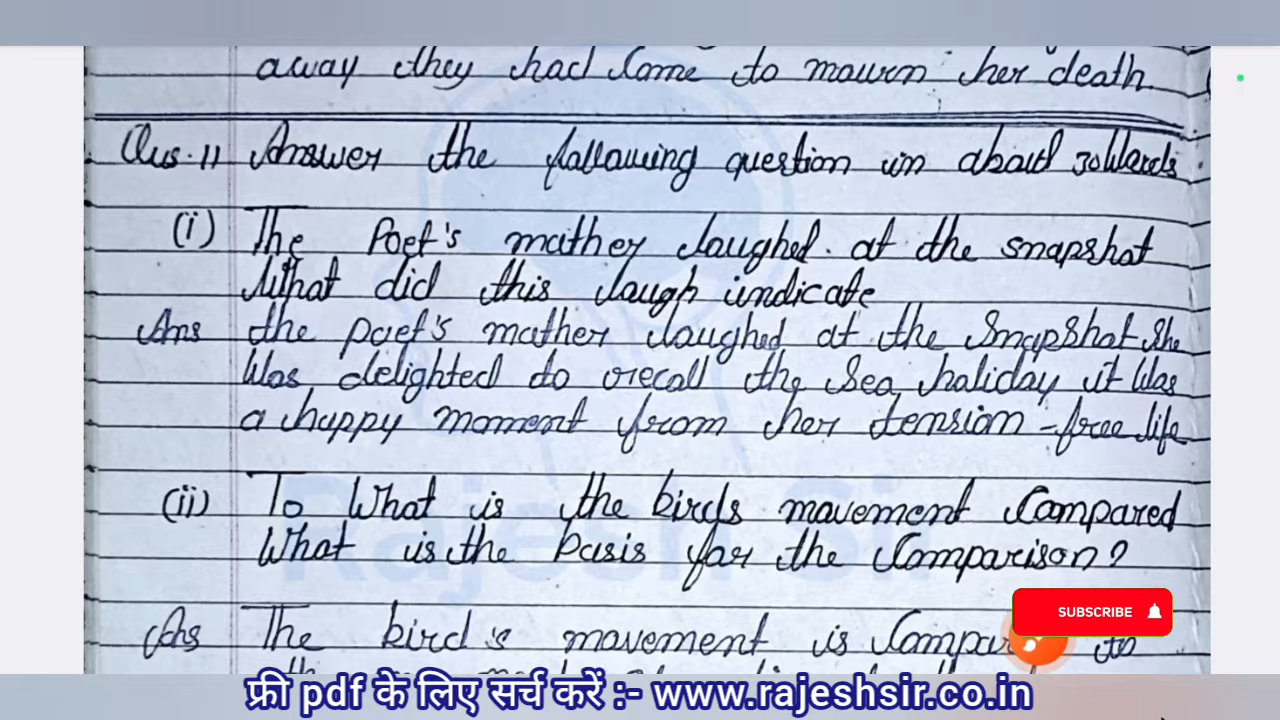 away they had come to mourn her death.
Qus.11 Answer the following question in about 30 Words
(i) The Poet's mother laughed at the snapshot
What did this laugh indicate
Ans the poet's mother laughed at the Snapshot She
Was delighted to recall the Sea haliday it Was
a happy moment from her tension-free life
(ii) To What is the birds movement Compared
What is the basis for the Comparison?
SUBSCRIBE
Ans The bird's movement is to
फ्री pdf के लिए सर्च करें :- www.rajeshsir.co.in
Rajesh Sir